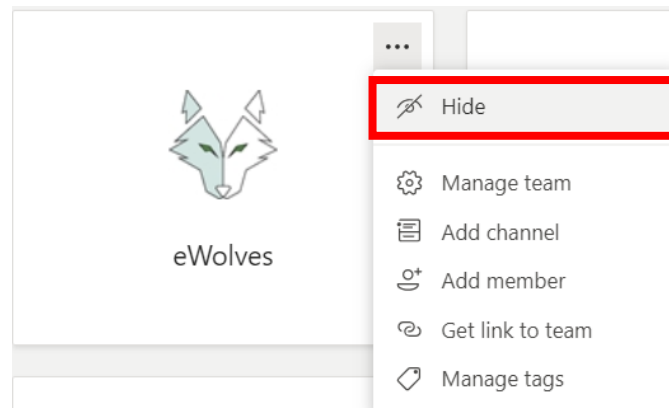 Hide
Manage team
Add channel
eWolves
Add member
Get link to team
Manage tags